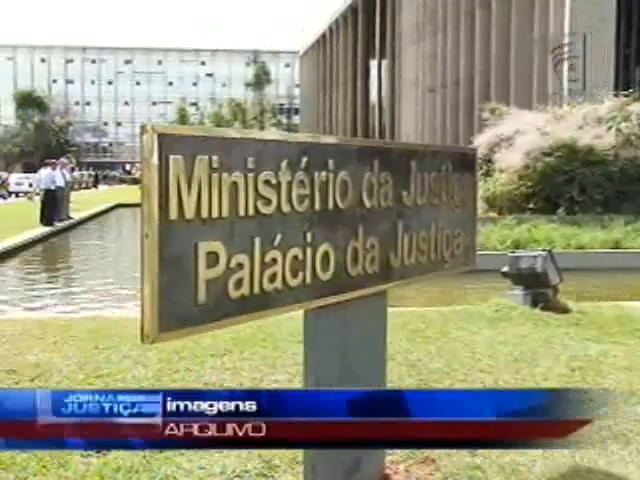 Ministério da Justiça
Palácio da Justiça
JORNAL DA
JUSTIÇA
imagens
ARQUIVO